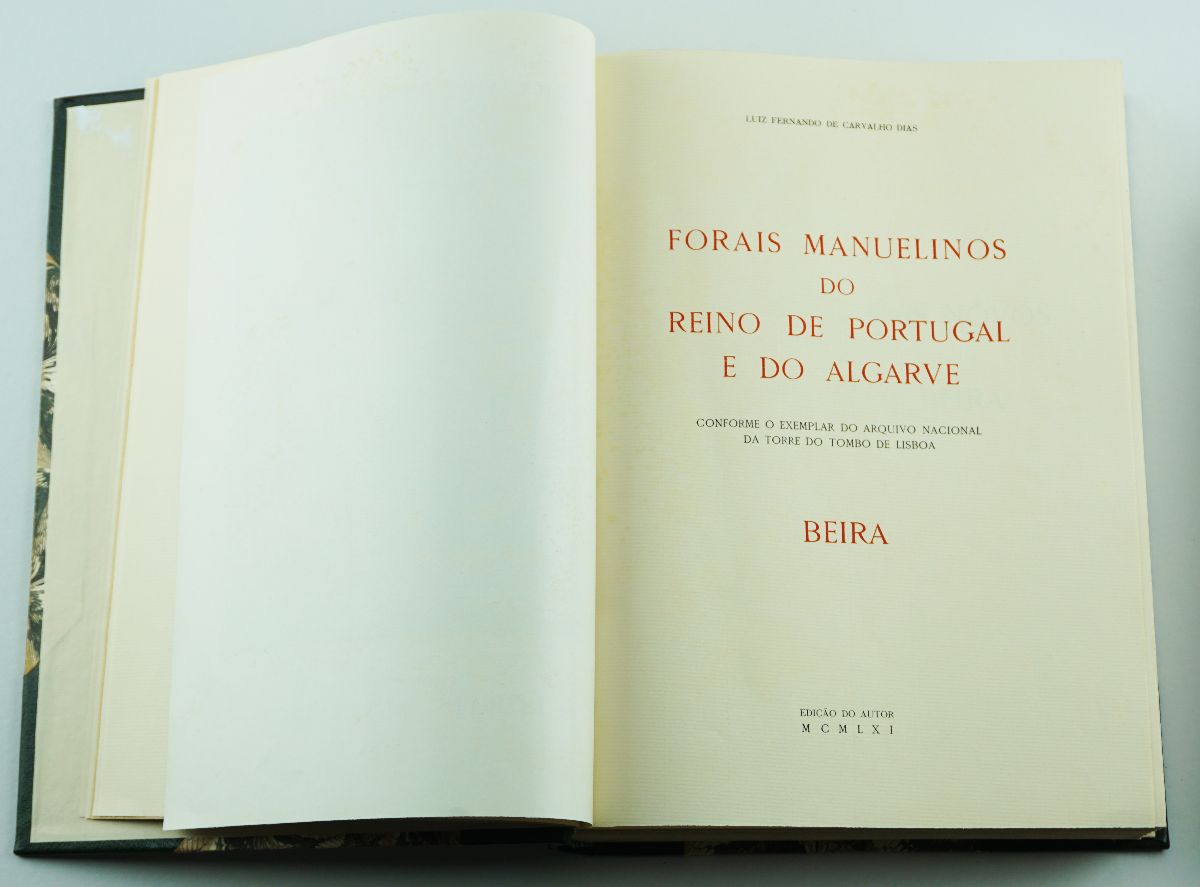 LUIZ FERNANDO DE CARVALHO DIAS
FORAIS MANUELINOS
DO
REINO DE PORTUGAL
E DO ALGARVE
CONFORME O EXEMPLAR DO ARQUIVO NACIONAL
DA TORRE DO TOMBO DE LISBOA
BEIRA
EDIÇÃO DO AUTOR
M C M L X I